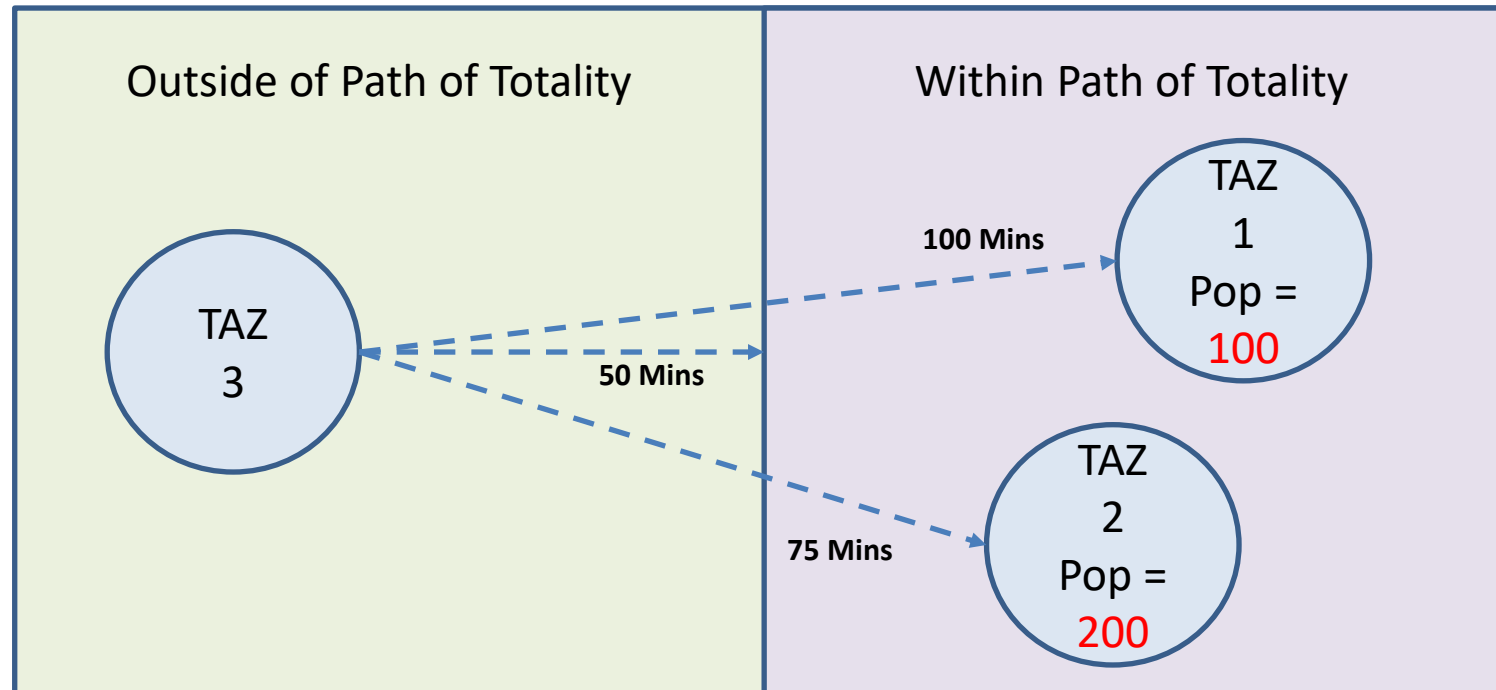 Outside of Path of Totality
Within Path of Totality
TAZ
3
100 Mins
50 Mins
75 Mins
TAZ
1
Pop =
100
TAZ
2
Pop =
200